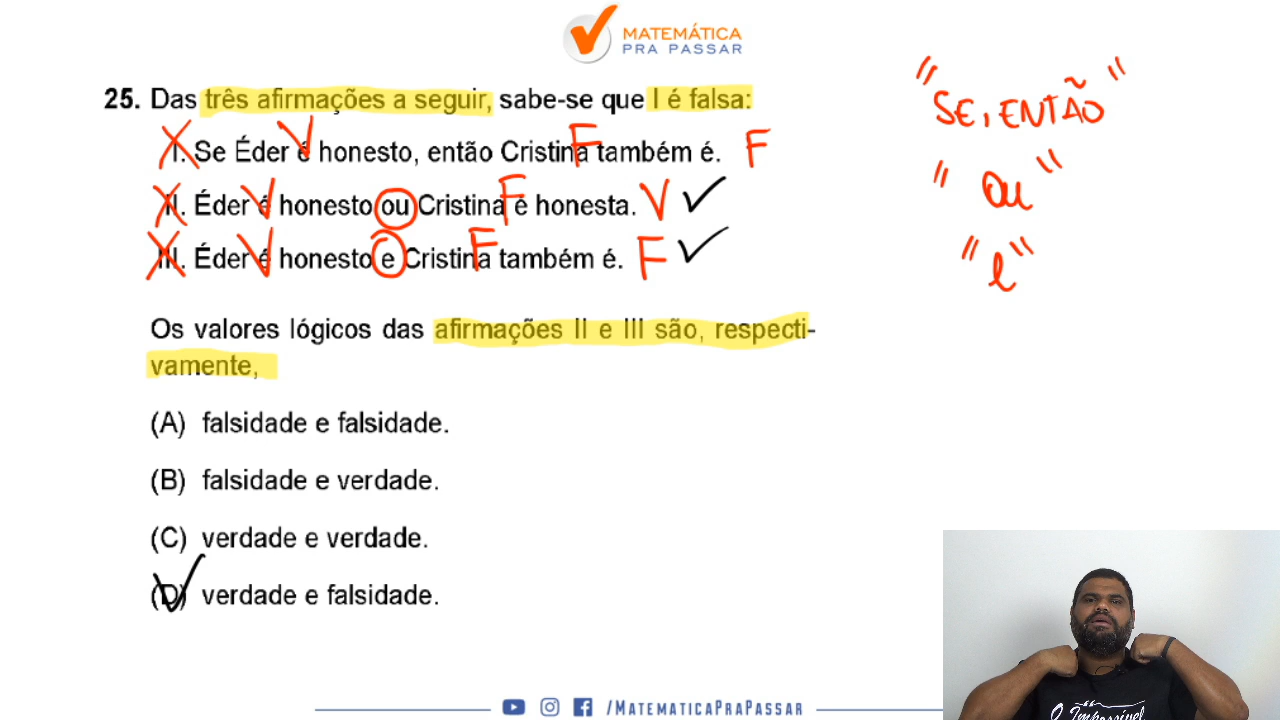 MATEMÁTICA
PRA PASSAR
25. Das três afirmações a seguir, sabe-se que I é falsa:
I. Se Éder é honesto, então Cristina também é. F
V F
II. Éder é honesto ou Cristina é honesta. V
V F
III. Éder é honesto e Cristina também é. F
V F
"SE, ENTÃO"
"OU"
"e"
Os valores lógicos das afirmações II e III são, respecti-
vamente,
(A) falsidade e falsidade.
(B) falsidade e verdade.
(C) verdade e verdade.
(D) verdade e falsidade.
/MATEMATICAPRAPASSAR
O Impossível